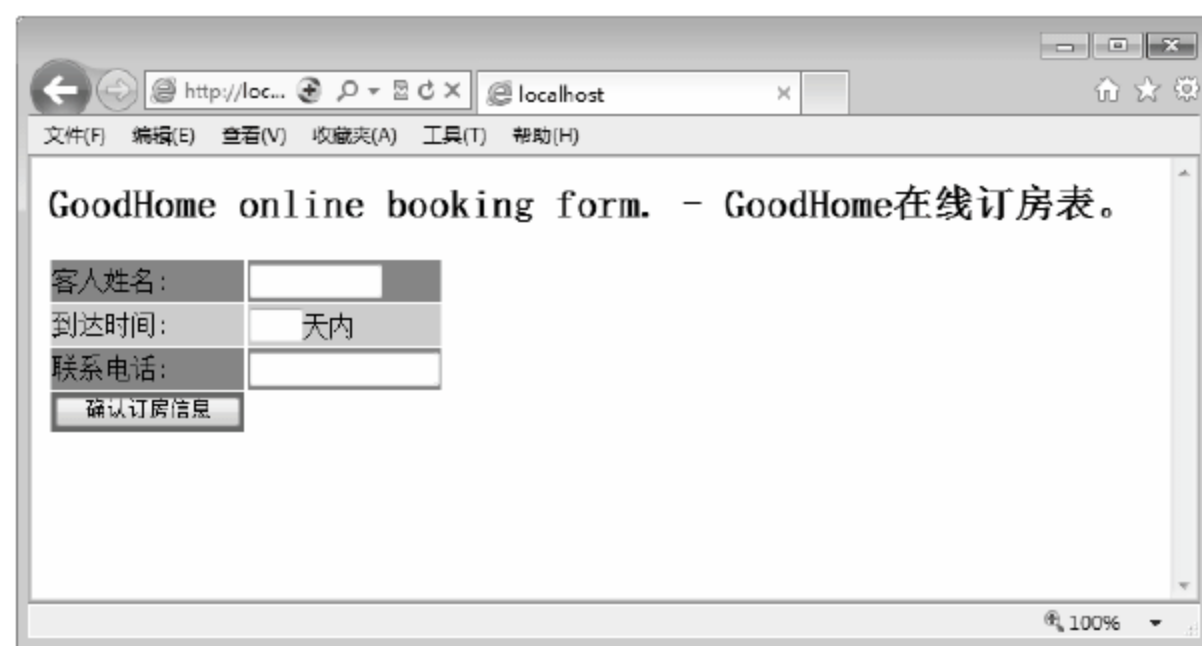 http://loc... localhost
文件(F) 编辑(E) 查看(V) 收藏夹(A) 工具(T) 帮助(H)
GoodHome online booking form. - GoodHome在线订房表。
客人姓名:
到达时间: 天内
联系电话:
确认订房信息
100%